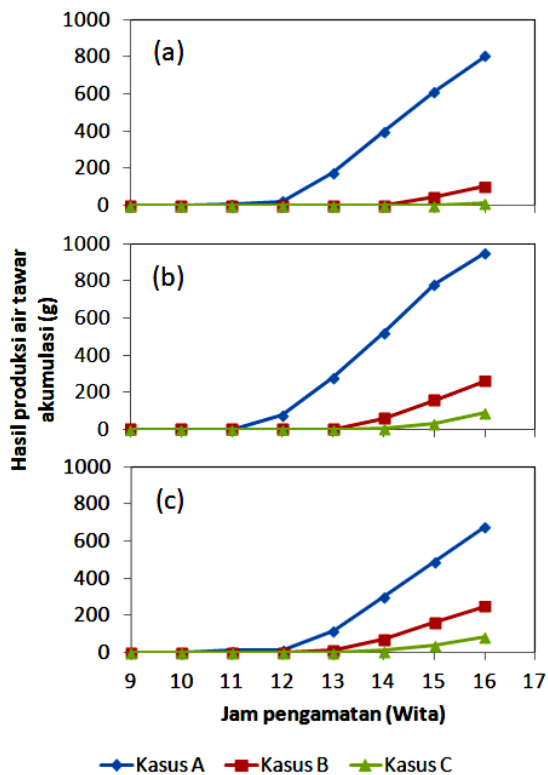 1000
(a)
800
600
400
200
0
1000
(b)
800
600
400
200
0
1000
(c)
800
600
400
200
0
Hasil produksi air tawar
akumulasi (g)
9 10 11 12 13 14 15 16 17
Jam pengamatan (Wita)
Kasus A Kasus B Kasus C